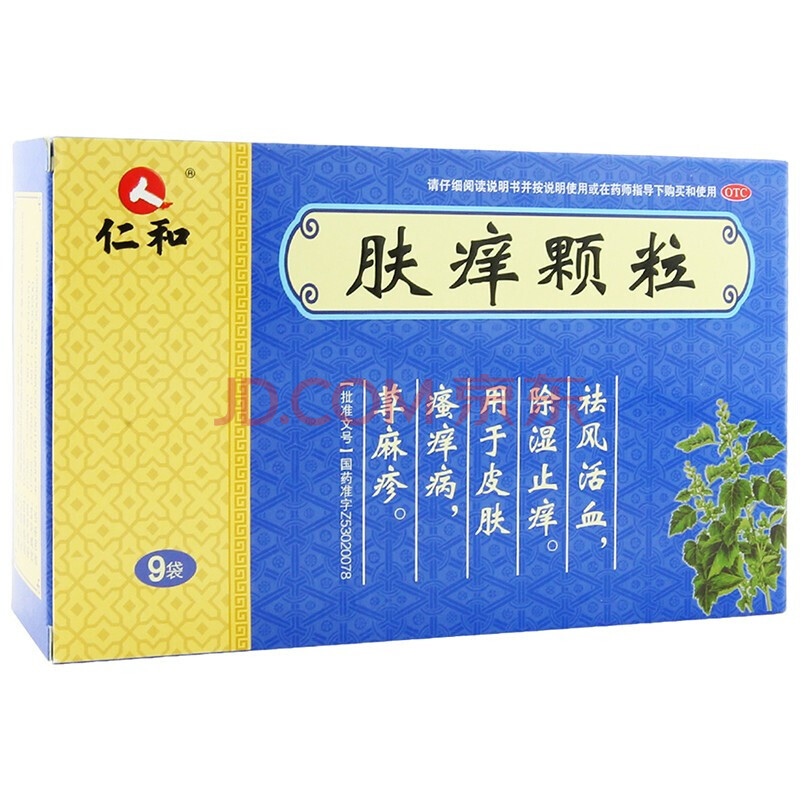 仁和
®
请仔细阅读说明书并按说明使用或在药师指导下购买和使用 OTC
肤痒颗粒
祛风活血，
除湿止痒。
用于皮肤
瘙痒病，
荨麻疹。
【批准文号】国药准字Z53020078
9袋
JD.COM 京东